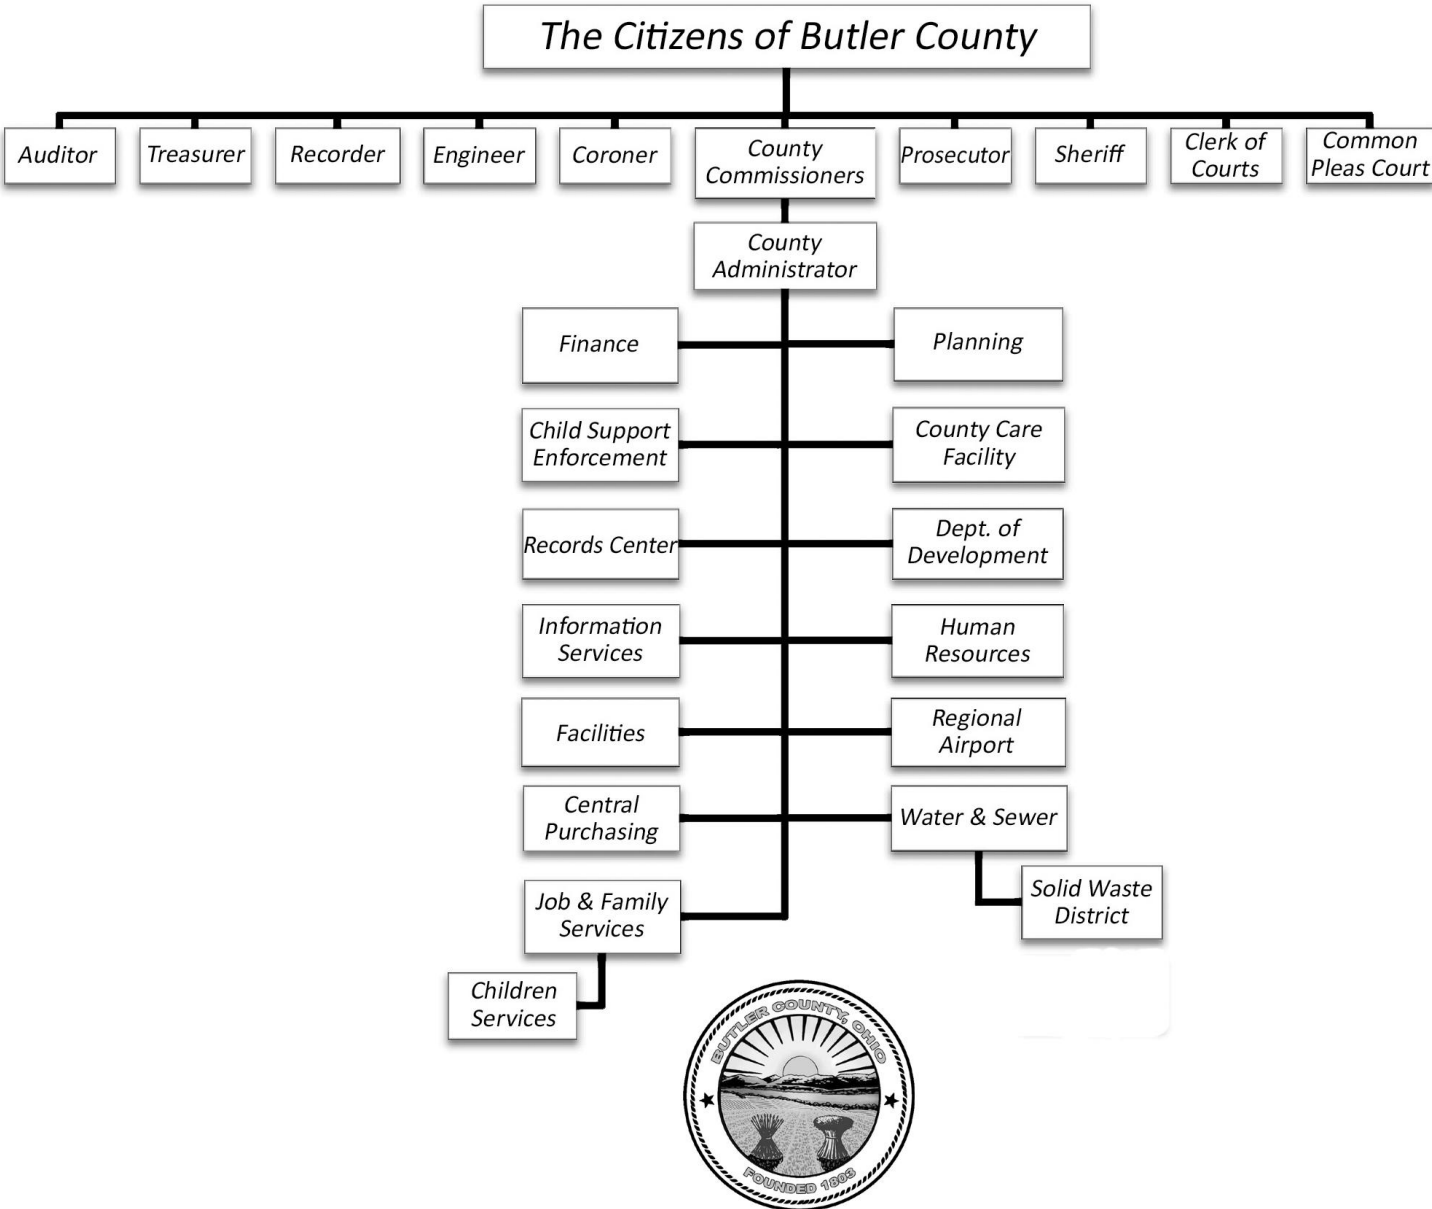 The Citizens of Butler County
Auditor
Treasurer
Recorder
Engineer
Coroner
County
Commissioners
Prosecutor
Sheriff
Clerk of
Courts
Common
Pleas Court
County
Administrator
Finance
Planning
Child Support
Enforcement
County Care
Facility
Records Center
Dept. of
Development
Information
Services
Human
Resources
Facilities
Regional
Airport
Central
Purchasing
Water & Sewer
Job & Family
Services
Solid Waste
District
Children
Services
BUTLER COUNTY, OHIO
FOUNDED 1803